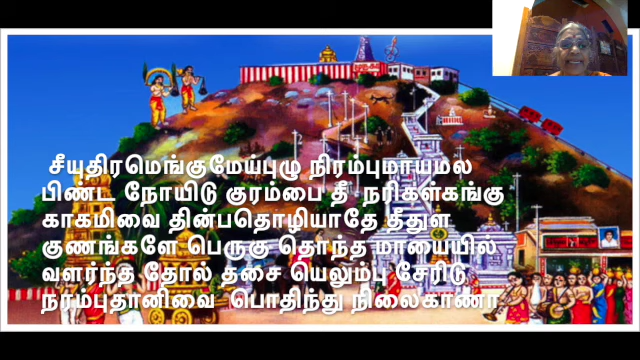 சீயுதிரமெங்குமேய்புழு நிரம்புமாயமல
பிண்ட நோயிடு குரம்பை தீ நரிகள்கங்கு
காகமிவை தின்பதொழியாதே தீதுள
குணங்களே பெருகு தொந்த மாயையில்
வளர்ந்த தோல் தசை யெலும்பு சேரிடு
நரம்புதானிவை பொதிந்து நிலைகாணா